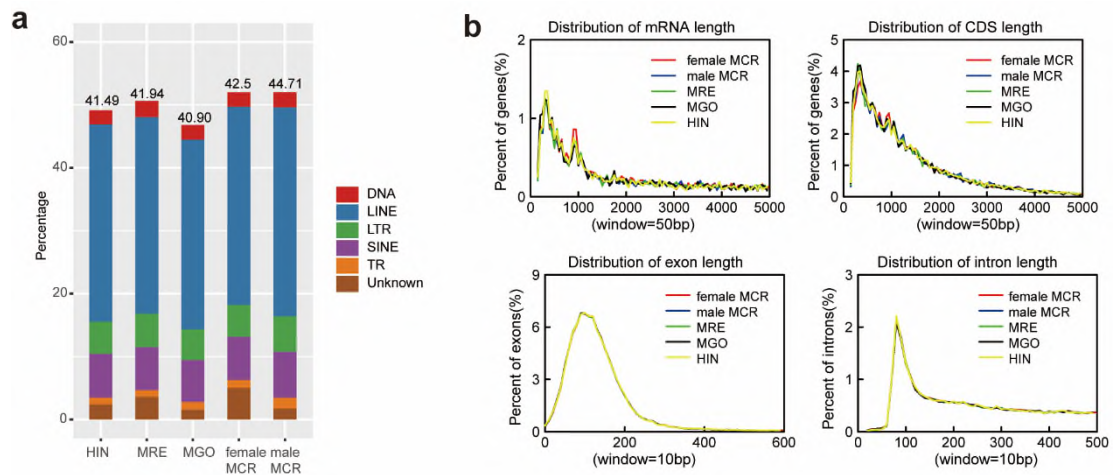 a
60
40
20
0
Percentage
41.49
41.94
40.90
42.5
44.71
HIN
MRE
MGO
female MCR
male MCR
DNA
LINE
LTR
SINE
TR
Unknown
b
Distribution of mRNA length
Percent of genes(%)
2
1
0
0 1000 2000 3000 4000 5000
(window=50bp)
female MCR
male MCR
MRE
MGO
HIN
Distribution of CDS length
Percent of genes(%)
5
4
3
2
1
0
0 1000 2000 3000 4000 5000
(window=50bp)
female MCR
male MCR
MRE
MGO
HIN
Distribution of exon length
Percent of exons(%)
9
6
3
0
0 200 400 600
(window=10bp)
female MCR
male MCR
MRE
MGO
HIN
Distribution of intron length
Percent of introns(%)
3
2
1
0
0 100 200 300 400 500
(window=10bp)
female MCR
male MCR
MRE
MGO
HIN